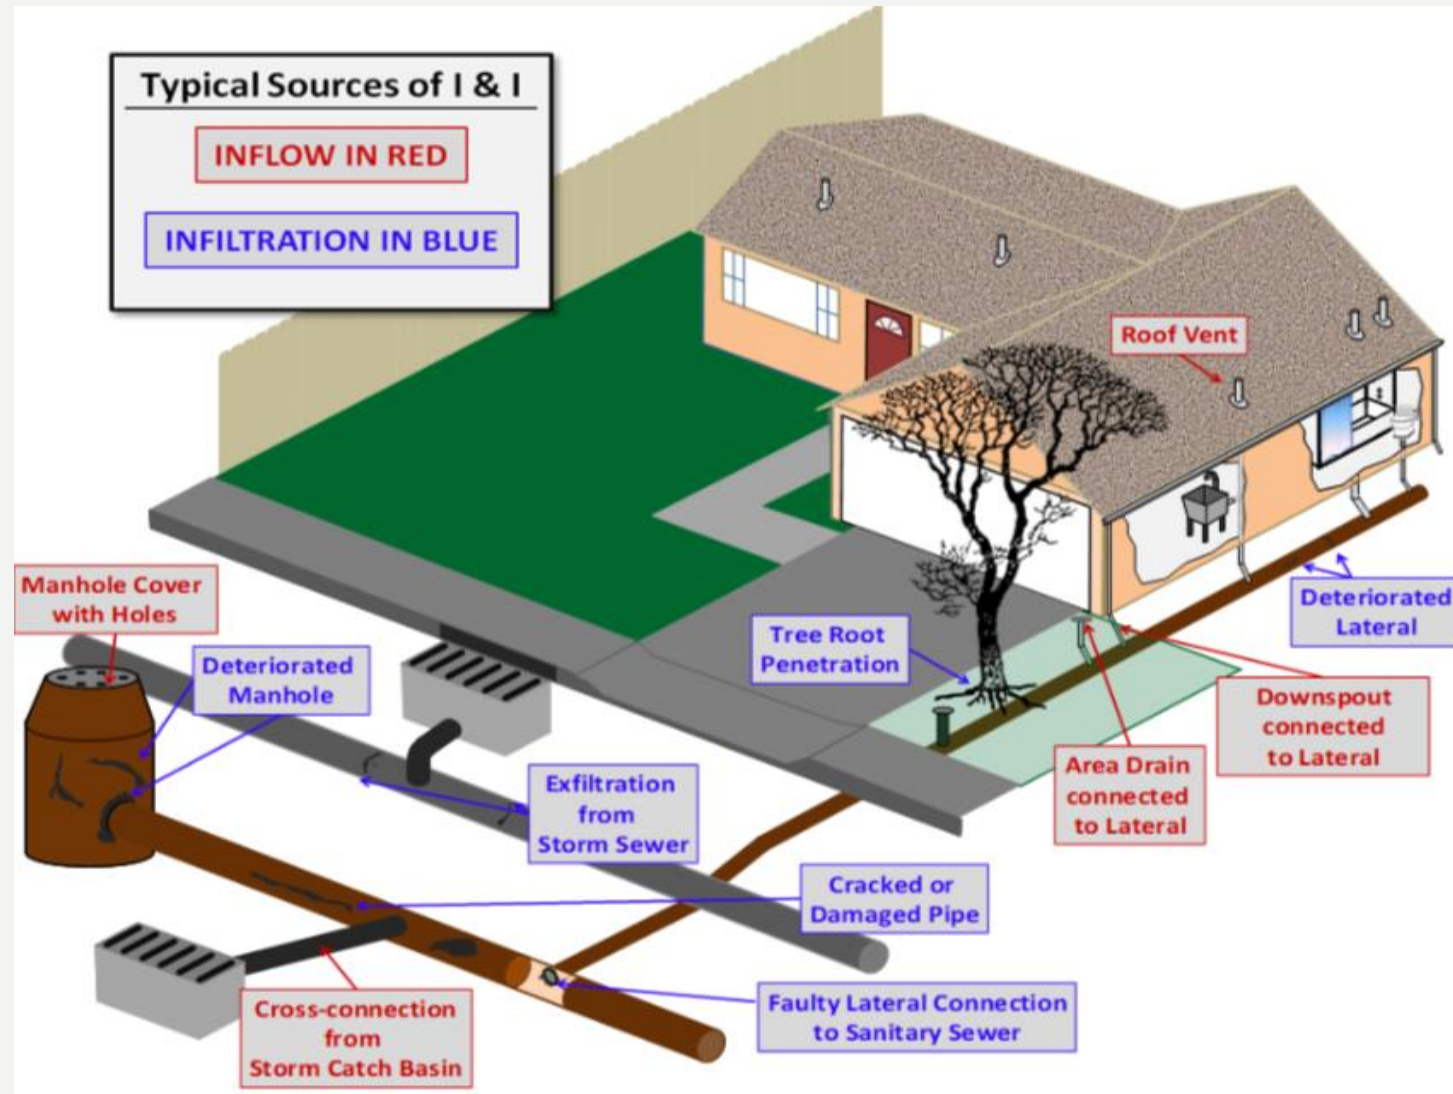 Typical Sources of I & I
INFLOW IN RED
INFILTRATION IN BLUE
Roof Vent
Manhole Cover
with Holes
Deteriorated
Manhole
Tree Root
Penetration
Deteriorated
Lateral
Downspout
connected
to Lateral
Area Drain
connected
to Lateral
Exfiltration
from
Storm Sewer
Cracked or
Damaged Pipe
Faulty Lateral Connection
to Sanitary Sewer
Cross-connection
from
Storm Catch Basin